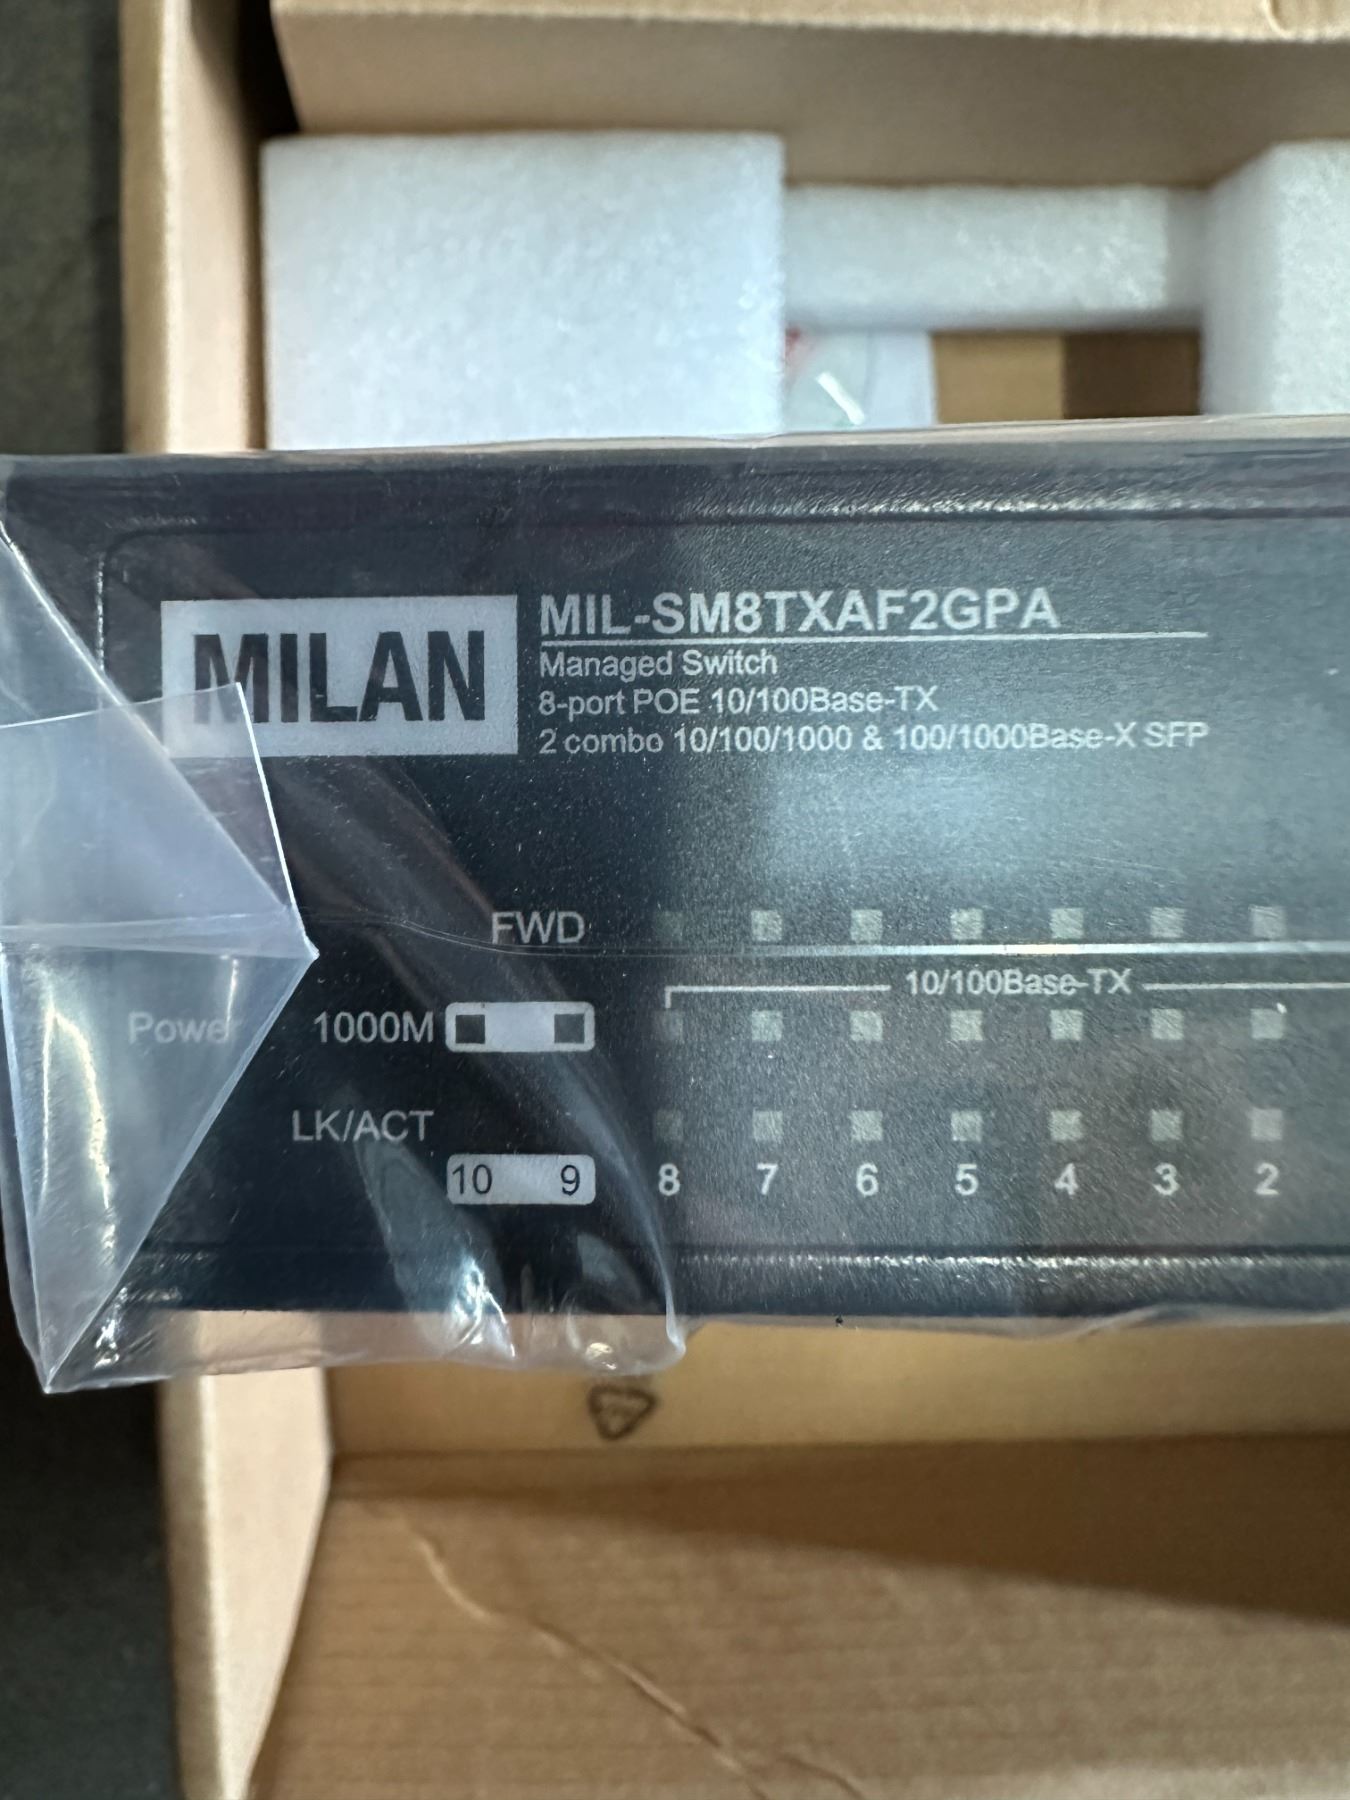 MILAN
MIL-SM8TXAF2GPA
Managed Switch
8-port POE 10/100Base-TX
2 combo 10/100/1000 & 100/1000Base-X SFP
FWD
10/100Base-TX
Power 1000M
LK/ACT
10 9 8 7 6 5 4 3 2